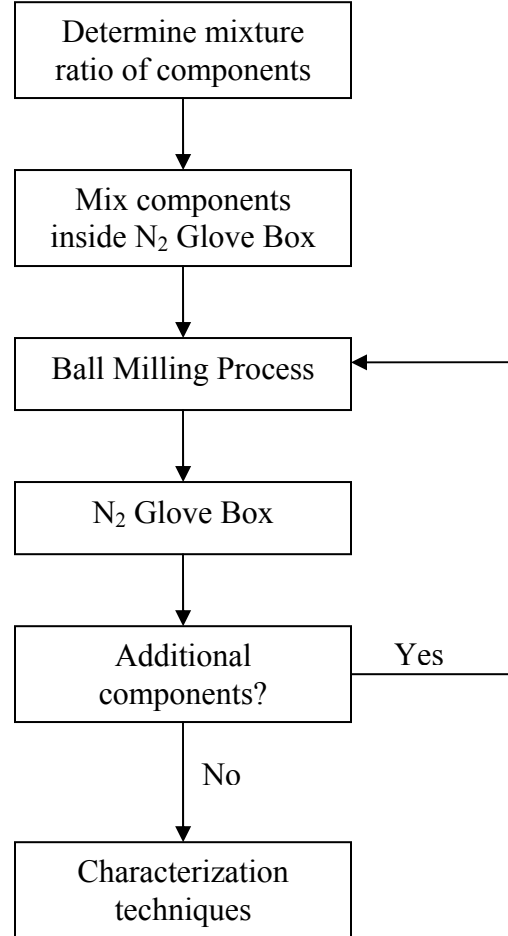 Determine mixture
ratio of components
Mix components
inside N₂ Glove Box
Ball Milling Process
N₂ Glove Box
Additional
components?
Yes
No
Characterization
techniques